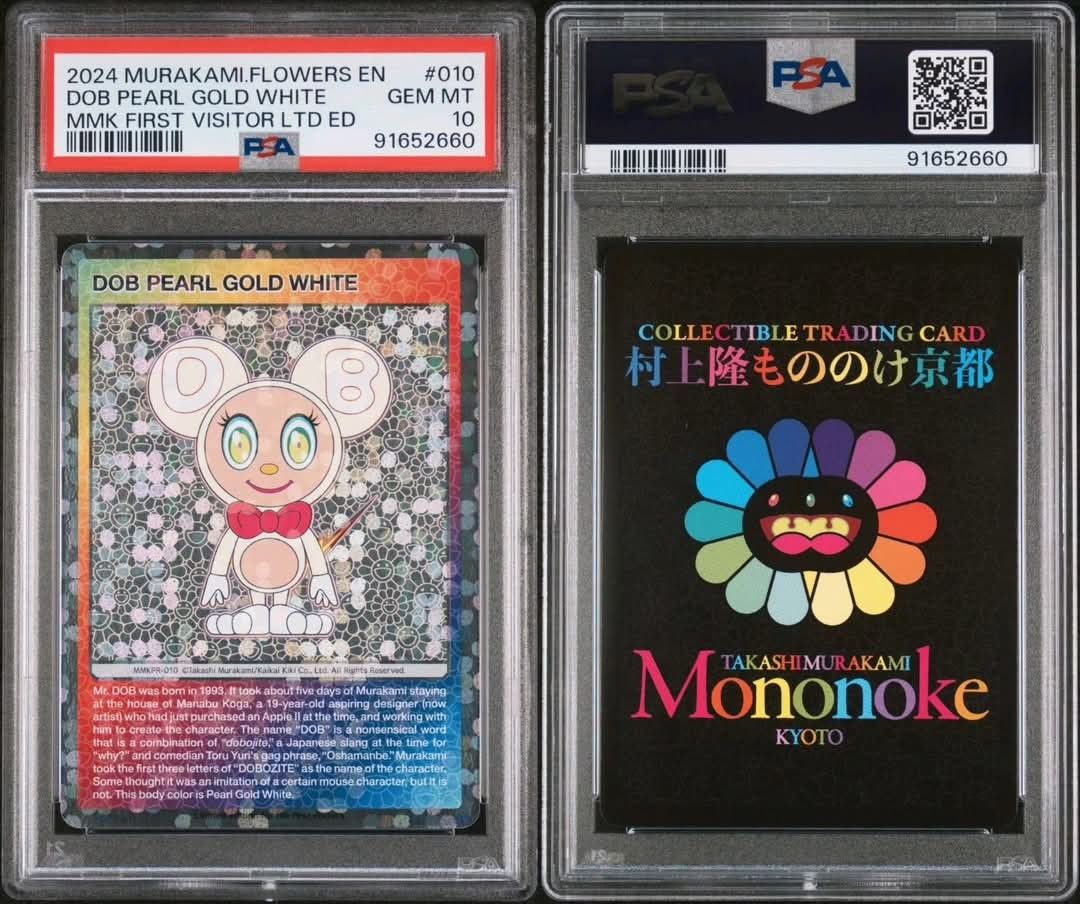 2024 MURAKAMI.FLOWERS EN #010
DOB PEARL GOLD WHITE GEM MT
MMK FIRST VISITOR LTD ED 10
PSA 91652660
DOB PEARL GOLD WHITE
D B
MMKPR-010 ©Takashi Murakami/Kaikai Kiki Co., Ltd. All Rights Reserved.
Mr. DOB was born in 1993. It took about five days of Murakami staying
at the house of Manabu Koga, a 19-year-old aspiring designer (now
artist) who had just purchased an Apple II at the time, and working with
him to create the character. The name "DOB" is a nonsensical word
that is a combination of "dobojite," a Japanese slang at the time for
"why?" and comedian Toru Yuri's gag phrase, "Oshamanbe." Murakami
took the first three letters of "DOBOZITE" as the name of the character.
Some thought it was an imitation of a certain mouse character, but it is
not. This body color is Pearl Gold White.
PSA
PSA PSA
91652660
COLLECTIBLE TRADING CARD
村上隆もののけ京都
TAKASHI MURAKAMI
Mononoke
KYOTO
PSA